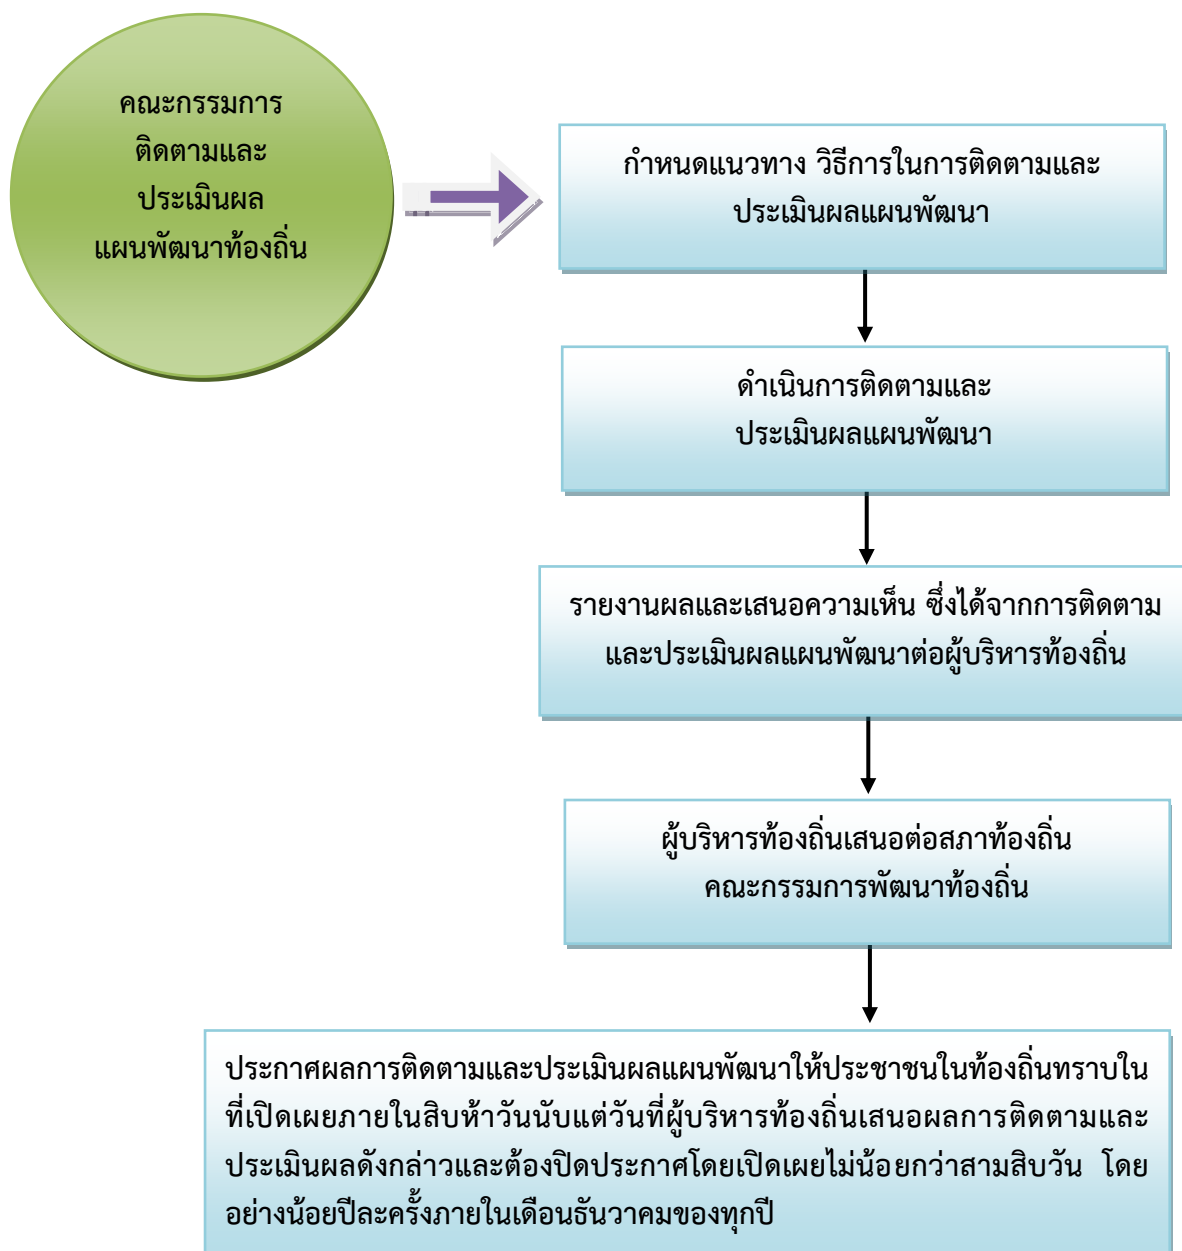 คณะกรรมการ
ติดตามและ
ประเมินผล
แผนพัฒนาท้องถิ่น
กำหนดแนวทาง วิธีการในการติดตามและ
ประเมินผลแผนพัฒนา
ดำเนินการติดตามและ
ประเมินผลแผนพัฒนา
รายงานผลและเสนอความเห็น ซึ่งได้จากการติดตาม
และประเมินผลแผนพัฒนาต่อผู้บริหารท้องถิ่น
ผู้บริหารท้องถิ่นเสนอต่อสภาท้องถิ่น
คณะกรรมการพัฒนาท้องถิ่น
ประกาศผลการติดตามและประเมินผลแผนพัฒนาให้ประชาชนในท้องถิ่นทราบใน
ที่เปิดเผยภายในสิบห้าวันนับแต่วันที่ผู้บริหารท้องถิ่นเสนอผลการติดตามและ
ประเมินผลดังกล่าวและต้องปิดประกาศโดยเปิดเผยไม่น้อยกว่าสามสิบวัน โดย
อย่างน้อยปีละครั้งภายในเดือนธันวาคมของทุกปี